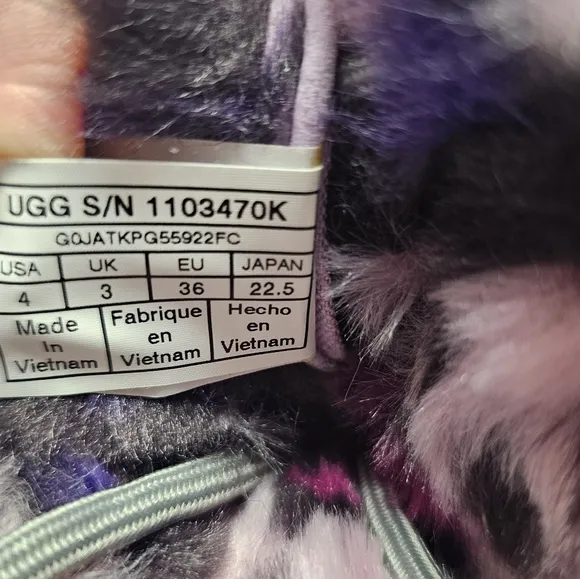 UGG S/N 1103470K
G0JATKPG55922FC
USA UK EU JAPAN
4 3 36 22.5
Made In Vietnam
Fabrique en Vietnam
Hecho en Vietnam